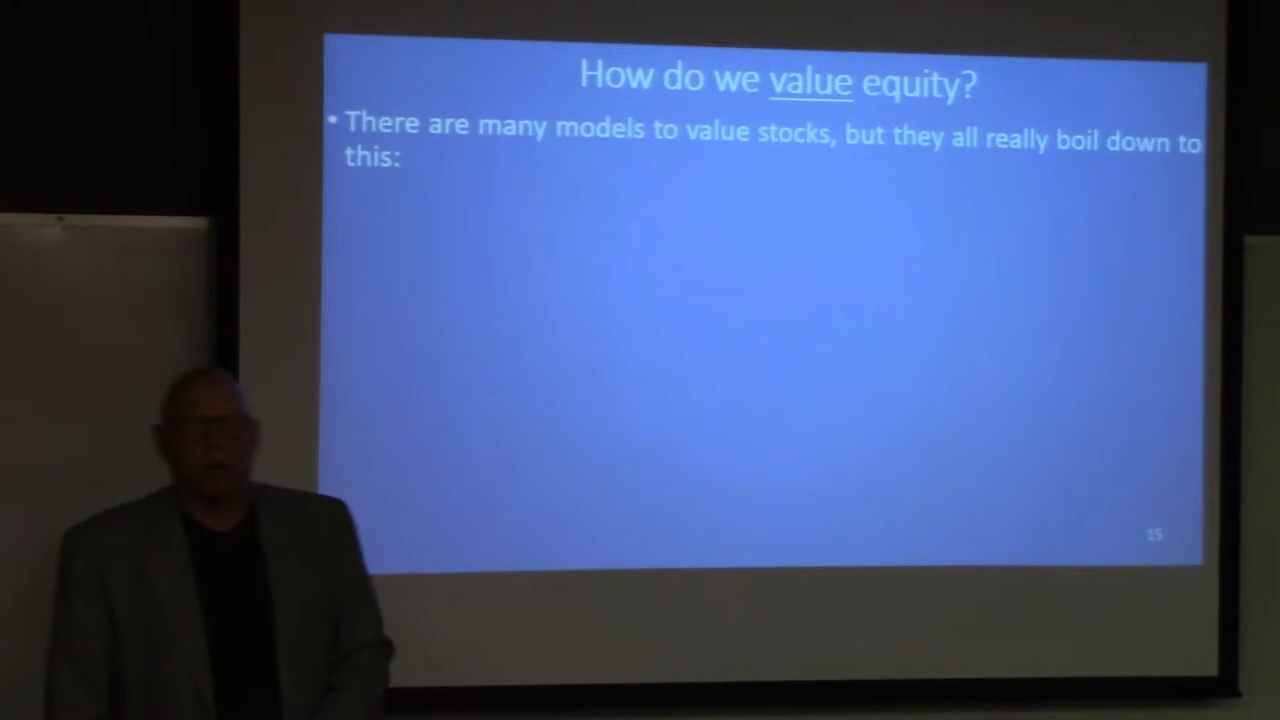 How do we value equity?
• There are many models to value stocks, but they all really boil down to
this:
15